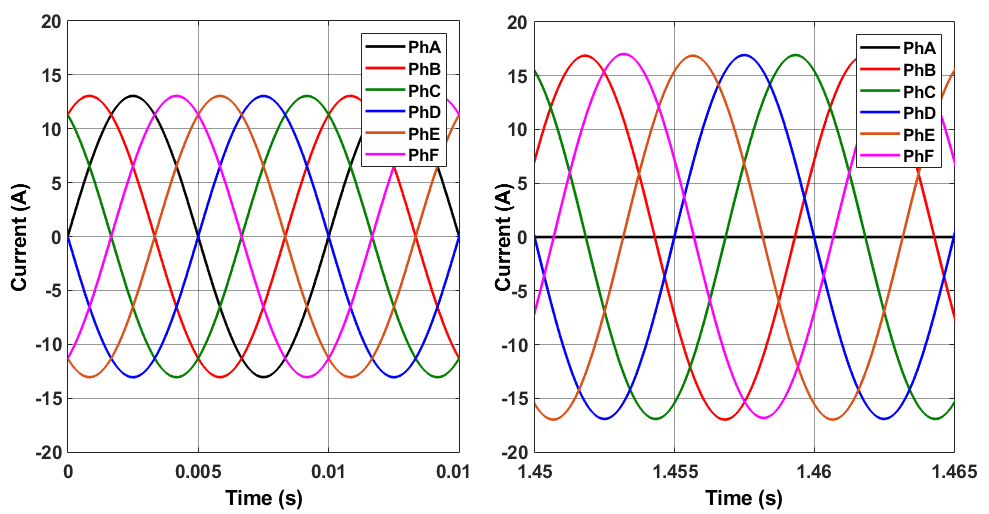 20
15
10
5
0
-5
-10
-15
-20
Current (A)
0
0.005
0.01
0.01
Time (s)
PhA
PhB
PhC
PhD
PhE
PhF
20
15
10
5
0
-5
-10
-15
-20
Current (A)
1.45
1.455
1.46
1.465
Time (s)
PhA
PhB
PhC
PhD
PhE
PhF